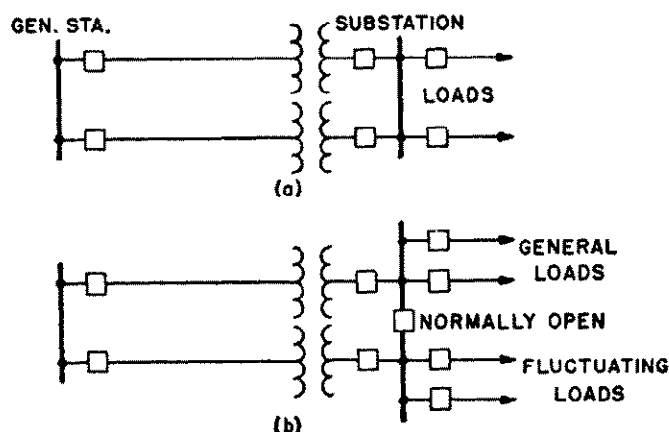 GEN. STA.
SUBSTATION
LOADS
(a)
GENERAL
LOADS
NORMALLY OPEN
FLUCTUATING
LOADS
(b)